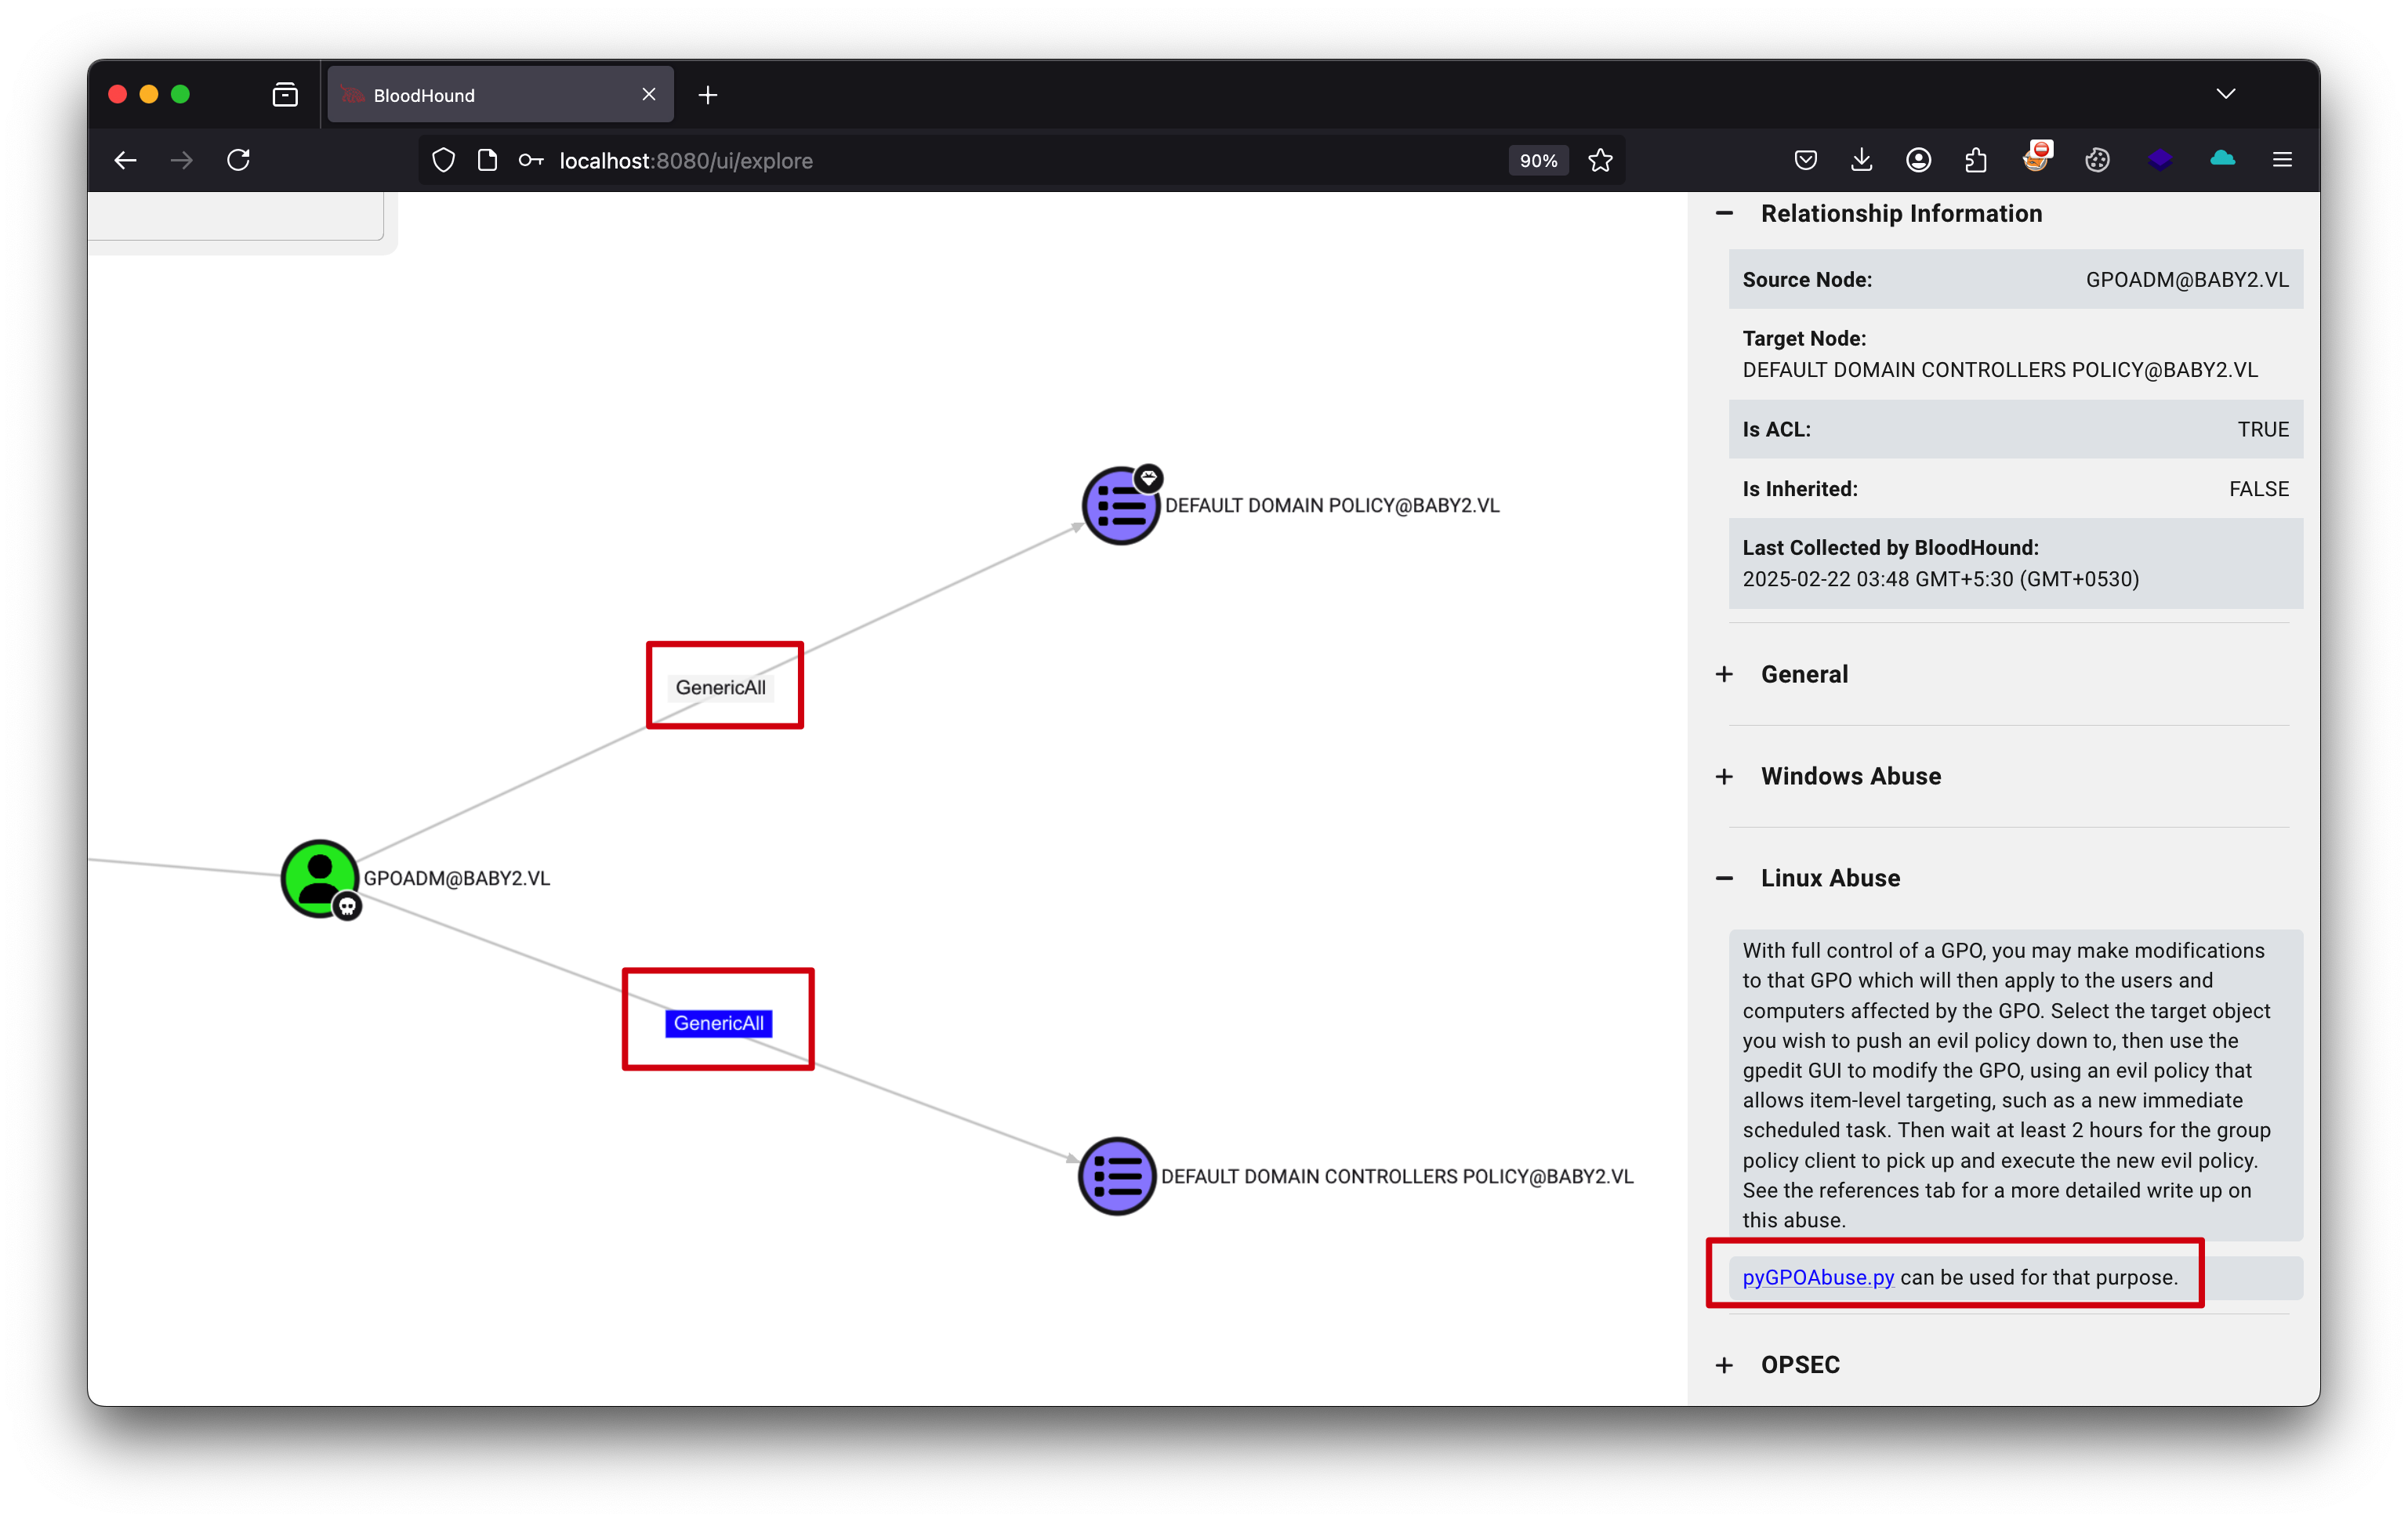 BloodHound
localhost:8080/ui/explore
90%
DEFAULT DOMAIN POLICY@BABY2.VL
GenericAll
GPOADM@BABY2.VL
GenericAll
DEFAULT DOMAIN CONTROLLERS POLICY@BABY2.VL
Relationship Information
Source Node: GPOADM@BABY2.VL
Target Node:
DEFAULT DOMAIN CONTROLLERS POLICY@BABY2.VL
Is ACL: TRUE
Is Inherited: FALSE
Last Collected by BloodHound:
2025-02-22 03:48 GMT+5:30 (GMT+0530)
General
Windows Abuse
Linux Abuse
With full control of a GPO, you may make modifications
to that GPO which will then apply to the users and
computers affected by the GPO. Select the target object
you wish to push an evil policy down to, then use the
gpedit GUI to modify the GPO, using an evil policy that
allows item-level targeting, such as a new immediate
scheduled task. Then wait at least 2 hours for the group
policy client to pick up and execute the new evil policy.
See the references tab for a more detailed write up on
this abuse.
pyGPOAbuse.py can be used for that purpose.
OPSEC